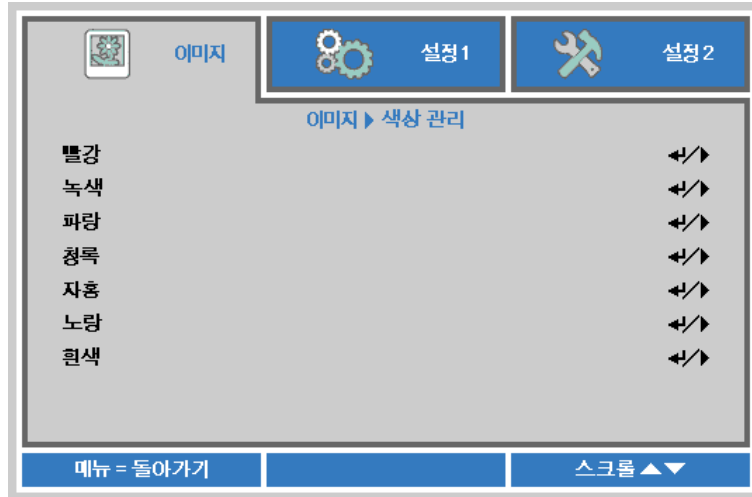 이미지
설정 1
설정 2
이미지 ▶ 색상 관리
빨강 ↵/▶
녹색 ↵/▶
파랑 ↵/▶
청록 ↵/▶
자홍 ↵/▶
노랑 ↵/▶
흰색 ↵/▶
메뉴 = 돌아가기
스크롤 ▲▼